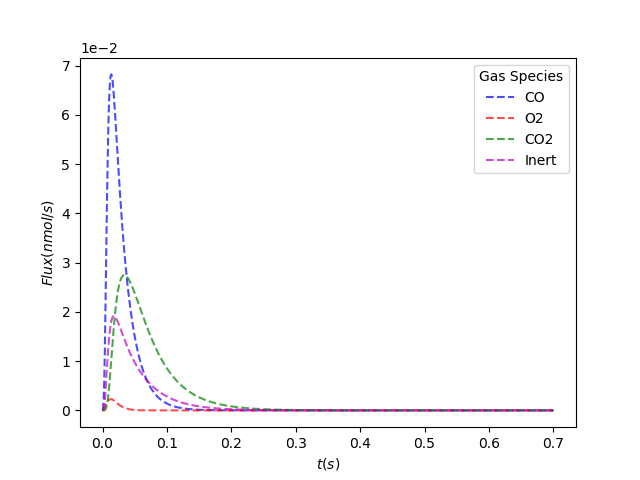 1e−2
7
6
5
4
3
2
1
0
Flux(nmol/s)
0.0 0.1 0.2 0.3 0.4 0.5 0.6 0.7
t(s)
Gas Species
CO
O2
CO2
Inert